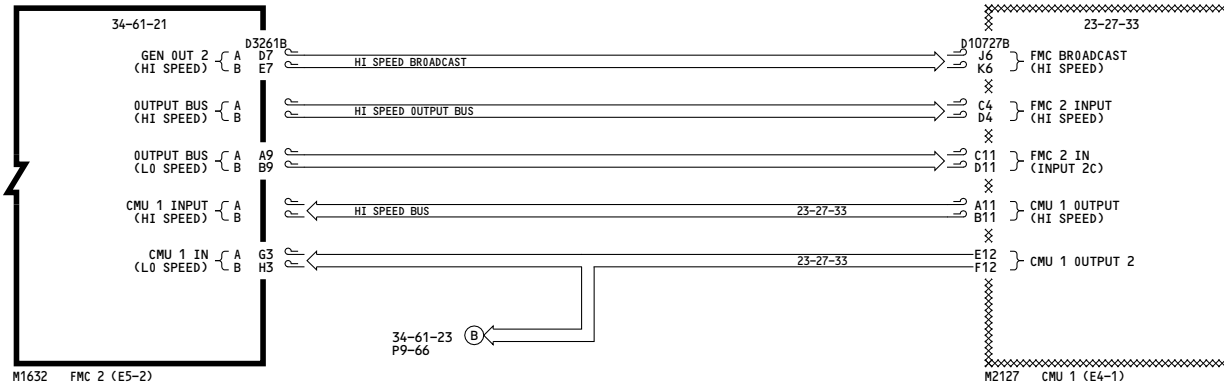 34-61-21
23-27-33
D3261B
D10727B
GEN OUT 2 A D7
(HI SPEED) B E7
HI SPEED BROADCAST
J6 FMC BROADCAST
K6 (HI SPEED)
OUTPUT BUS A
(HI SPEED) B
HI SPEED OUTPUT BUS
C4 FMC 2 INPUT
D4 (HI SPEED)
OUTPUT BUS A A9
(LO SPEED) B B9
C11 FMC 2 IN
D11 (INPUT 2C)
CMU 1 INPUT A
(HI SPEED) B
HI SPEED BUS
23-27-33
A11 CMU 1 OUTPUT
B11 (HI SPEED)
CMU 1 IN A G3
(LO SPEED) B H3
23-27-33
E12
F12
CMU 1 OUTPUT 2
34-61-23 B
P9-66
M1632 FMC 2 (E5-2)
M2127 CMU 1 (E4-1)